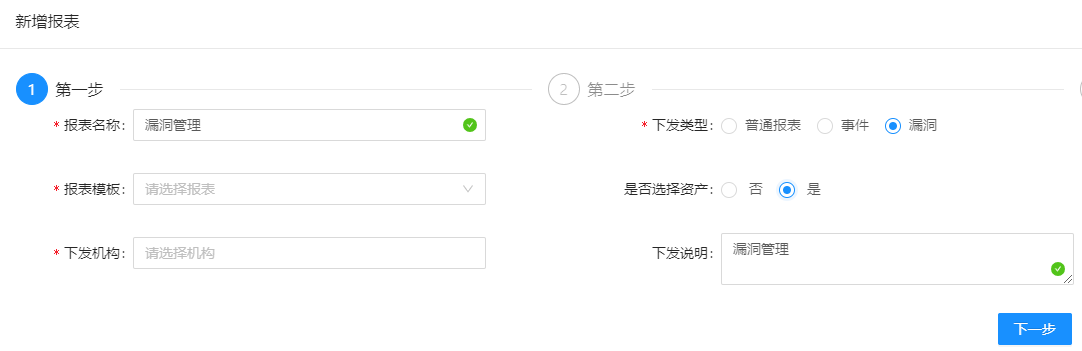 新增报表
1 第一步
2 第二步
* 报表名称: 漏洞管理
* 下发类型: 普通报表 事件 漏洞
* 报表模板: 请选择报表
是否选择资产: 否 是
* 下发机构: 请选择机构
下发说明: 漏洞管理
下一步